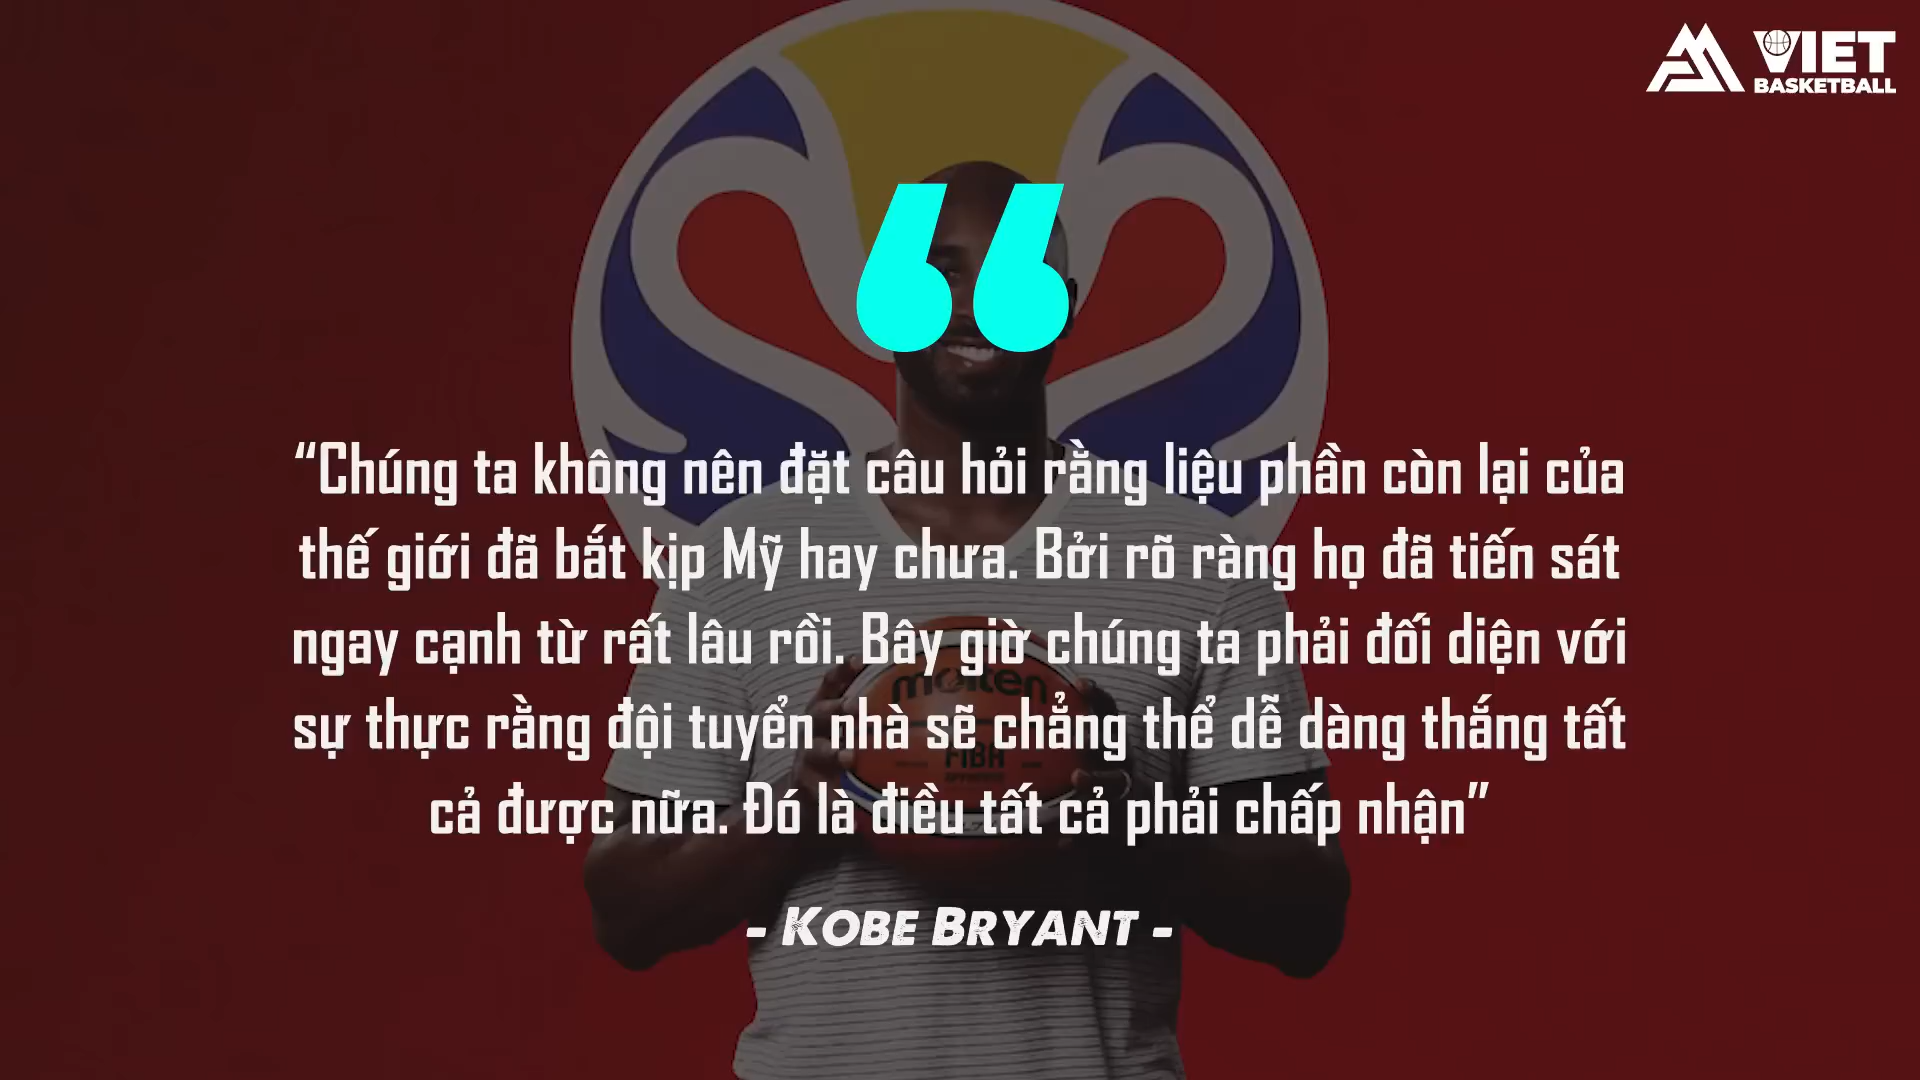 VIET
BASKETBALL
“Chúng ta không nên đặt câu hỏi rằng liệu phần còn lại của
thế giới đã bắt kịp Mỹ hay chưa. Bởi rõ ràng họ đã tiến sát
ngay cạnh từ rất lâu rồi. Bây giờ chúng ta phải đối diện với
sự thực rằng đội tuyển nhà sẽ chẳng thể dễ dàng thắng tất
cả được nữa. Đó là điều tất cả phải chấp nhận”
- KOBE BRYANT -
molten
FIBA